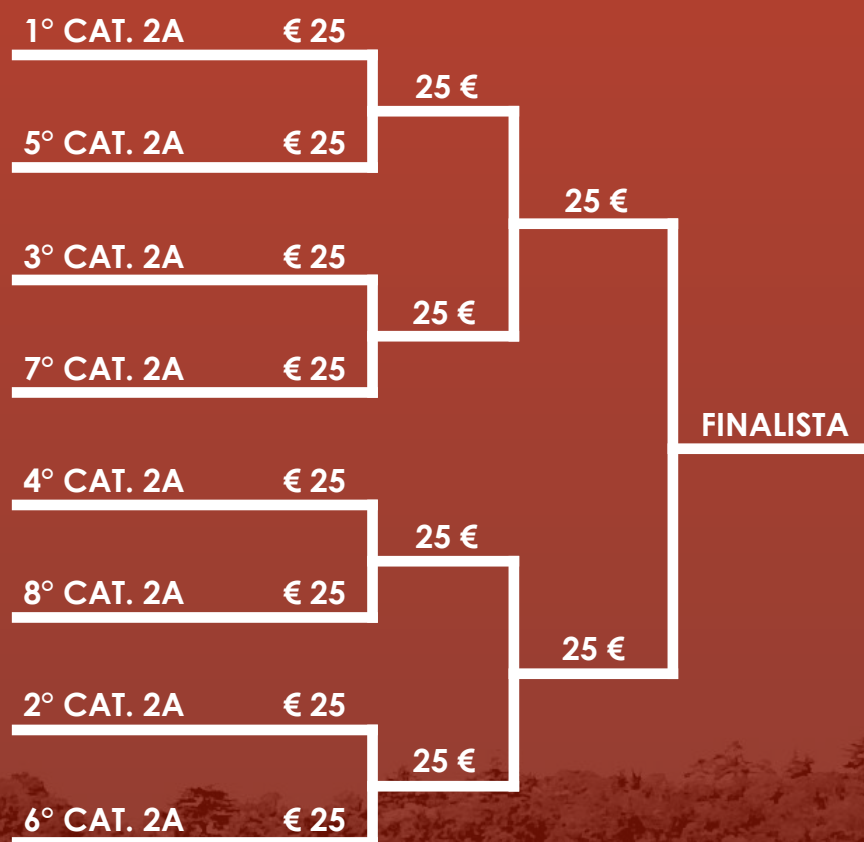 1° CAT. 2A € 25
25 €
5° CAT. 2A € 25
25 €
3° CAT. 2A € 25
25 €
7° CAT. 2A € 25
FINALISTA
4° CAT. 2A € 25
25 €
8° CAT. 2A € 25
25 €
2° CAT. 2A € 25
25 €
6° CAT. 2A € 25